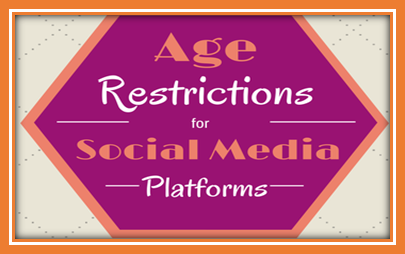 Age
Restrictions
for
Social Media
Platforms